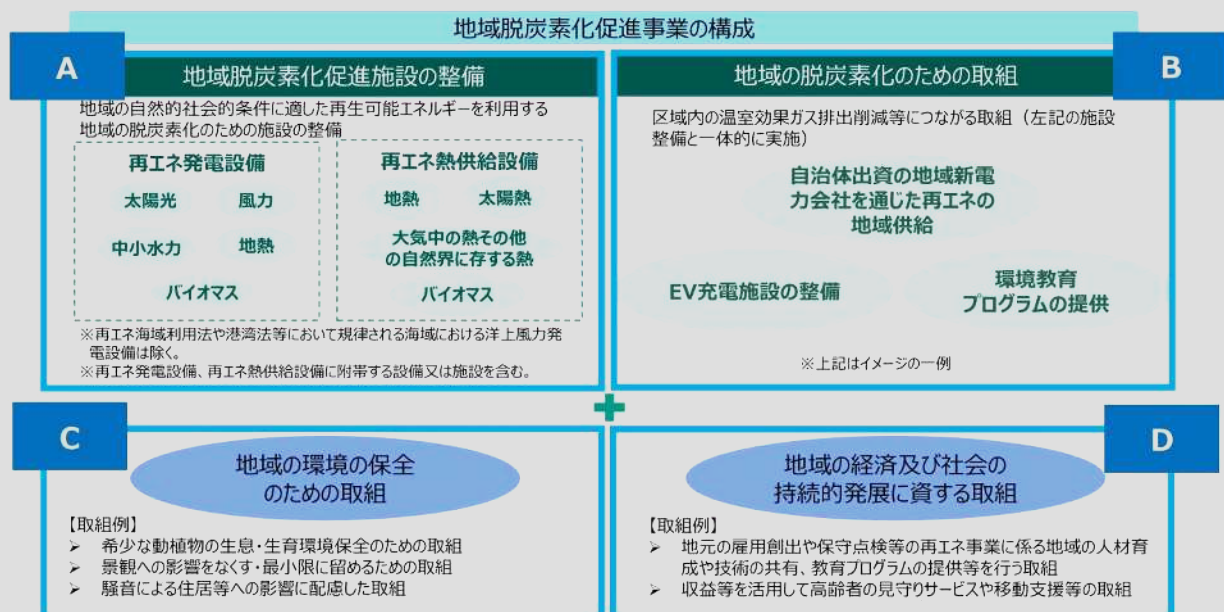 地域脱炭素化促進事業の構成
A
地域脱炭素化促進施設の整備
地域の自然的社会的条件に適した再生可能エネルギーを利用する
地域の脱炭素化のための施設の整備
再エネ発電設備
太陽光 風力
中小水力 地熱
バイオマス
再エネ熱供給設備
地熱 太陽熱
大気中の熱その他
の自然界に存する熱
バイオマス
※再エネ海域利用法や港湾法等において規律される海域における洋上風力発
電設備は除く。
※再エネ発電設備、再エネ熱供給設備に附帯する設備又は施設を含む。
B
地域の脱炭素化のための取組
区域内の温室効果ガス排出削減等につながる取組（左記の施設
整備と一体的に実施）
自治体出資の地域新電
力会社を通じた再エネの
地域供給
EV充電施設の整備
環境教育
プログラムの提供
※上記はイメージの一例
C
地域の環境の保全
のための取組
【取組例】
➢ 希少な動植物の生息・生育環境保全のための取組
➢ 景観への影響をなくす・最小限に留めるための取組
➢ 騒音による住居等への影響に配慮した取組
D
地域の経済及び社会の
持続的発展に資する取組
【取組例】
➢ 地元の雇用創出や保守点検等の再エネ事業に係る地域の人材育
成や技術の共有、教育プログラムの提供等を行う取組
➢ 収益等を活用して高齢者の見守りサービスや移動支援等の取組